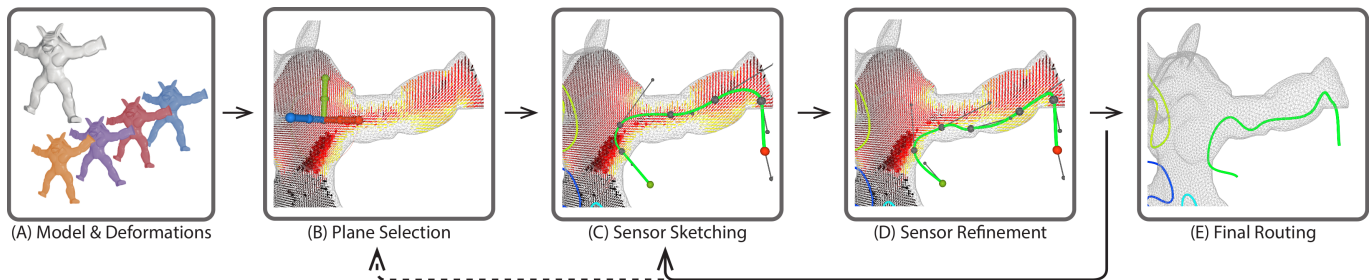 (A) Model & Deformations
(B) Plane Selection
(C) Sensor Sketching
(D) Sensor Refinement
(E) Final Routing